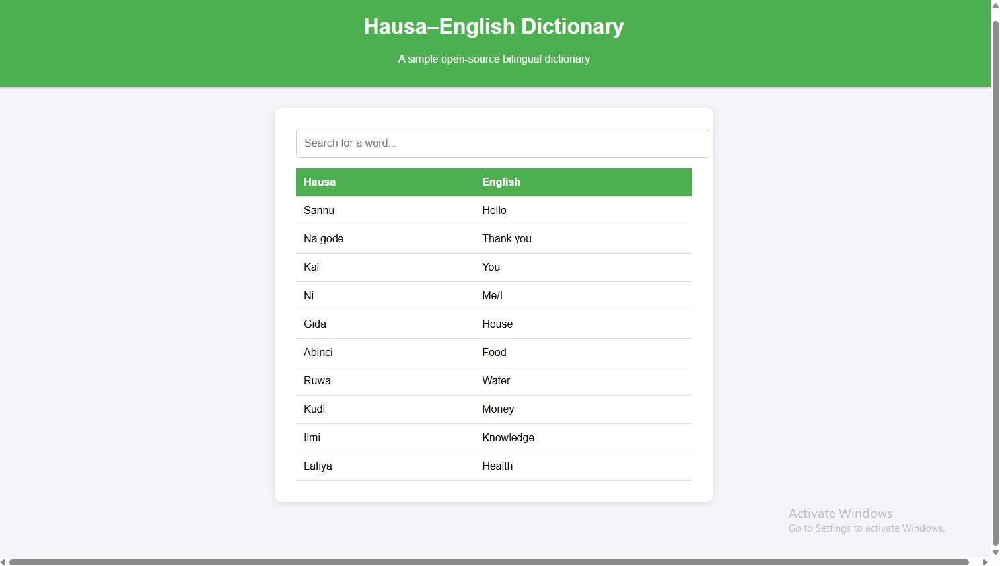 Hausa–English Dictionary
A simple open-source bilingual dictionary
Search for a word...
Hausa English
Sannu Hello
Na gode Thank you
Kai You
Ni Me/I
Gida House
Abinci Food
Ruwa Water
Kudi Money
Ilmi Knowledge
Lafiya Health
Activate Windows
Go to Settings to activate Windows.